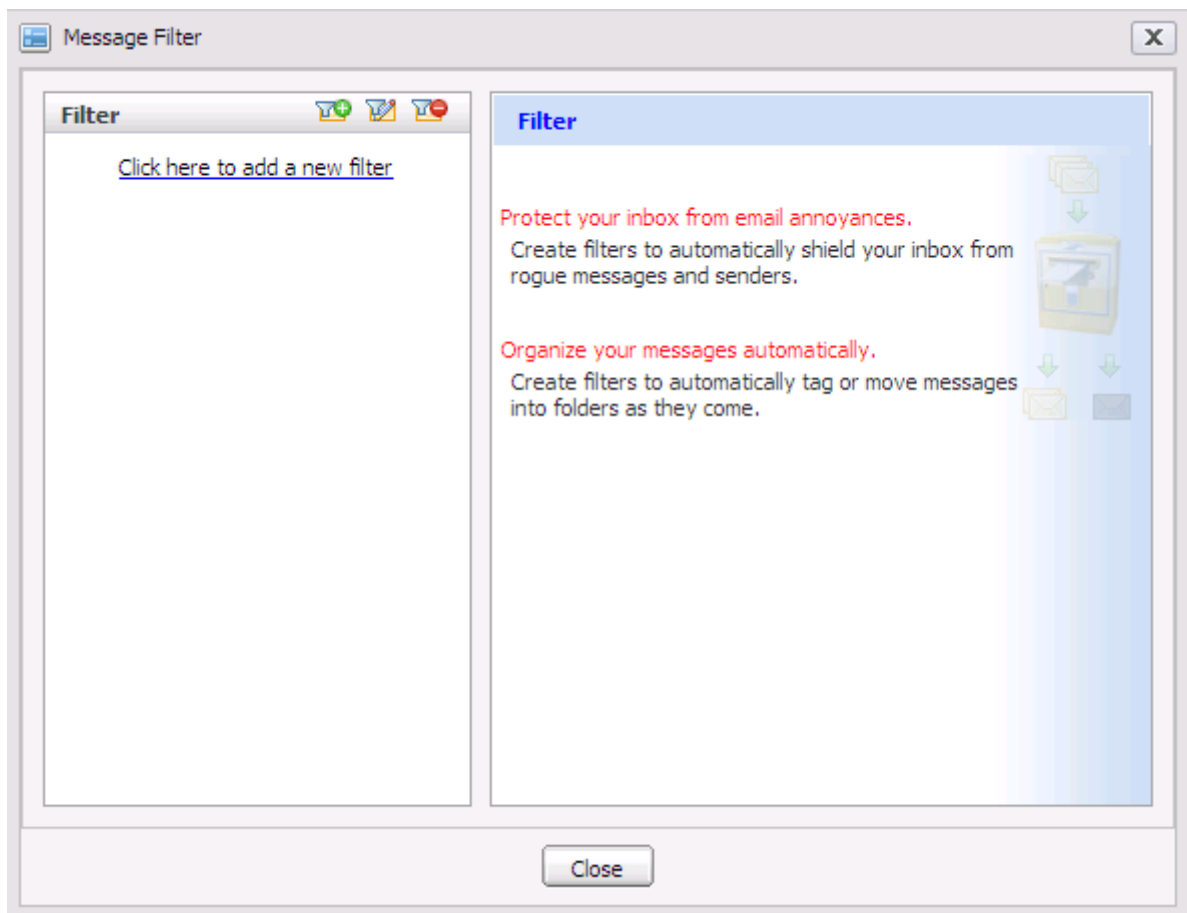 Message Filter
Filter
Click here to add a new filter
Filter
Protect your inbox from email annoyances.
Create filters to automatically shield your inbox from
rogue messages and senders.
Organize your messages automatically.
Create filters to automatically tag or move messages
into folders as they come.
Close